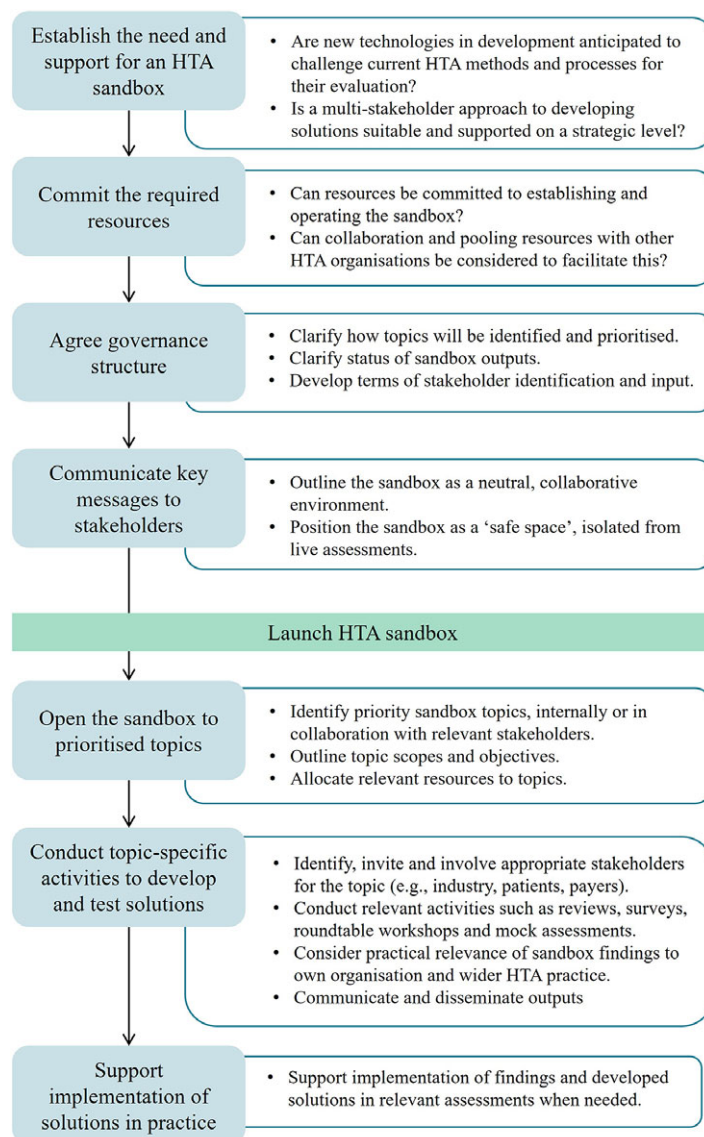 Establish the need and
support for an HTA
sandbox
• Are new technologies in development anticipated to
challenge current HTA methods and processes for
their evaluation?
• Is a multi-stakeholder approach to developing
solutions suitable and supported on a strategic level?
Commit the required
resources
• Can resources be committed to establishing and
operating the sandbox?
• Can collaboration and pooling resources with other
HTA organisations be considered to facilitate this?
Agree governance
structure
• Clarify how topics will be identified and prioritised.
• Clarify status of sandbox outputs.
• Develop terms of stakeholder identification and input.
Communicate key
messages to
stakeholders
• Outline the sandbox as a neutral, collaborative
environment.
• Position the sandbox as a ‘safe space’, isolated from
live assessments.
Launch HTA sandbox
Open the sandbox to
prioritised topics
• Identify priority sandbox topics, internally or in
collaboration with relevant stakeholders.
• Outline topic scopes and objectives.
• Allocate relevant resources to topics.
Conduct topic-specific
activities to develop
and test solutions
• Identify, invite and involve appropriate stakeholders
for the topic (e.g., industry, patients, payers).
• Conduct relevant activities such as reviews, surveys,
roundtable workshops and mock assessments.
• Consider practical relevance of sandbox findings to
own organisation and wider HTA practice.
• Communicate and disseminate outputs
Support
implementation of
solutions in practice
• Support implementation of findings and developed
solutions in relevant assessments when needed.